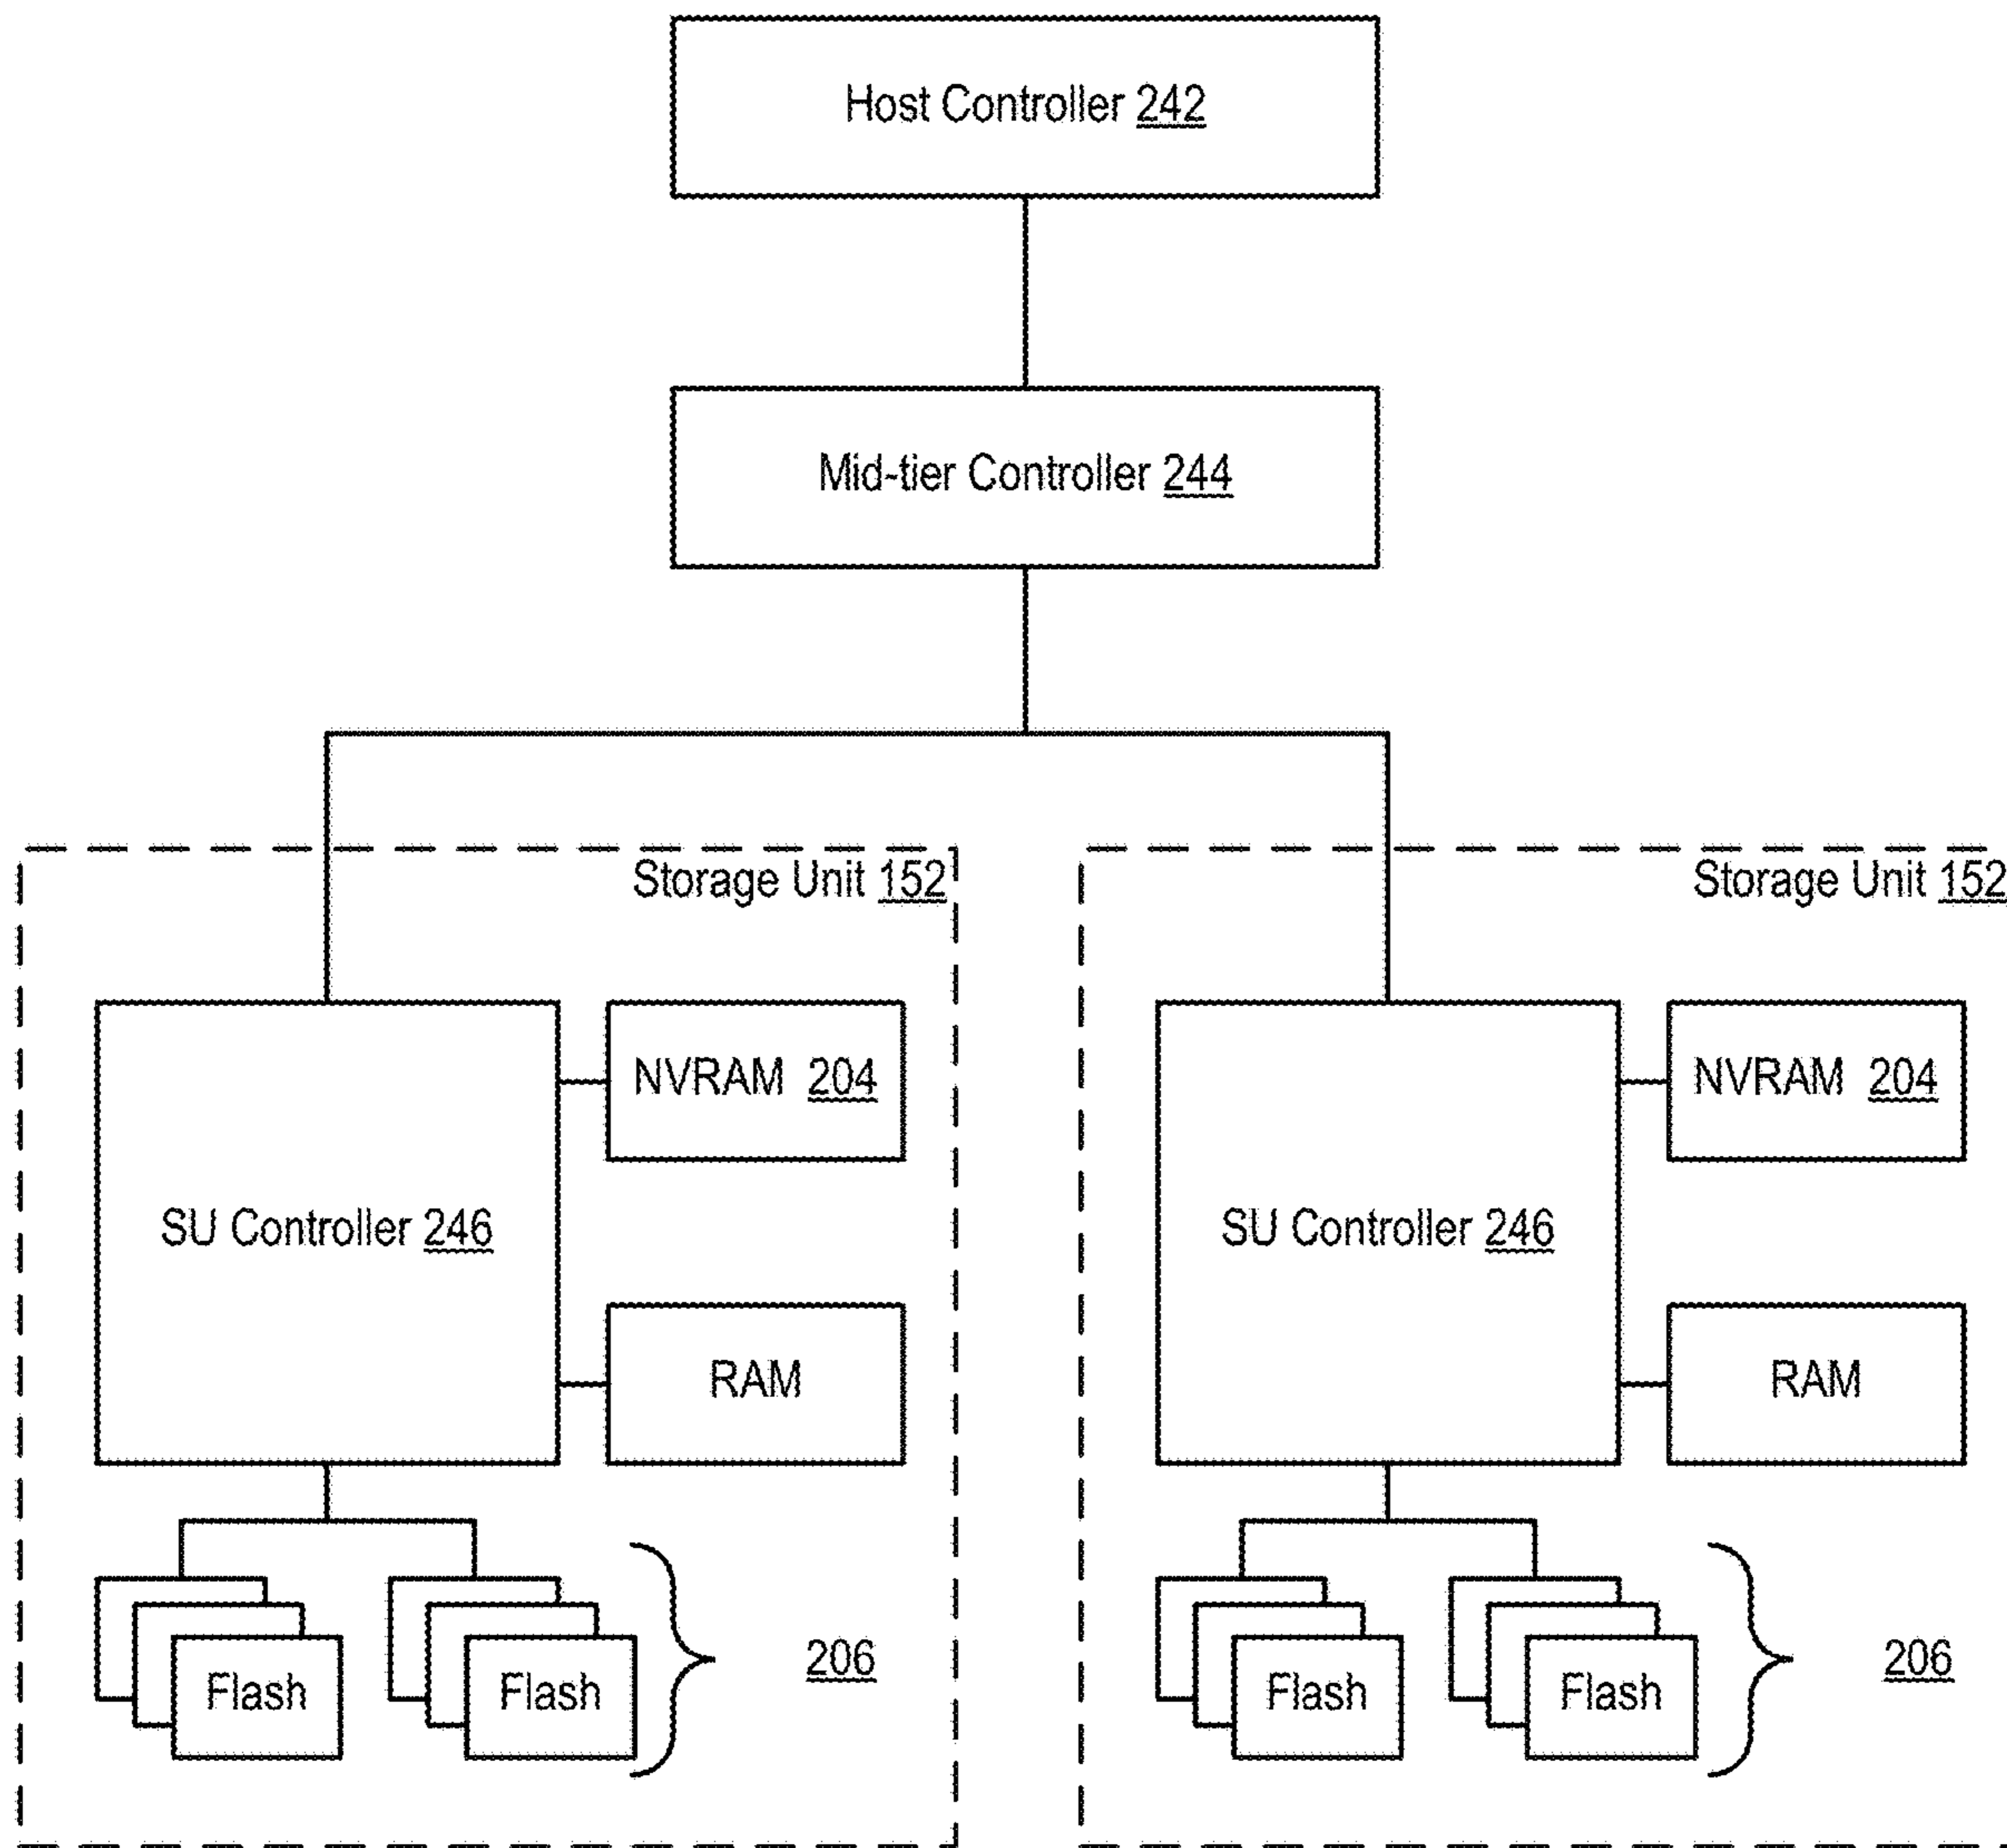 Host Controller 242
Mid-tier Controller 244
Storage Unit 152
SU Controller 246
NVRAM 204
RAM
Flash
Flash
206
Storage Unit 152
SU Controller 246
NVRAM 204
RAM
Flash
Flash
206